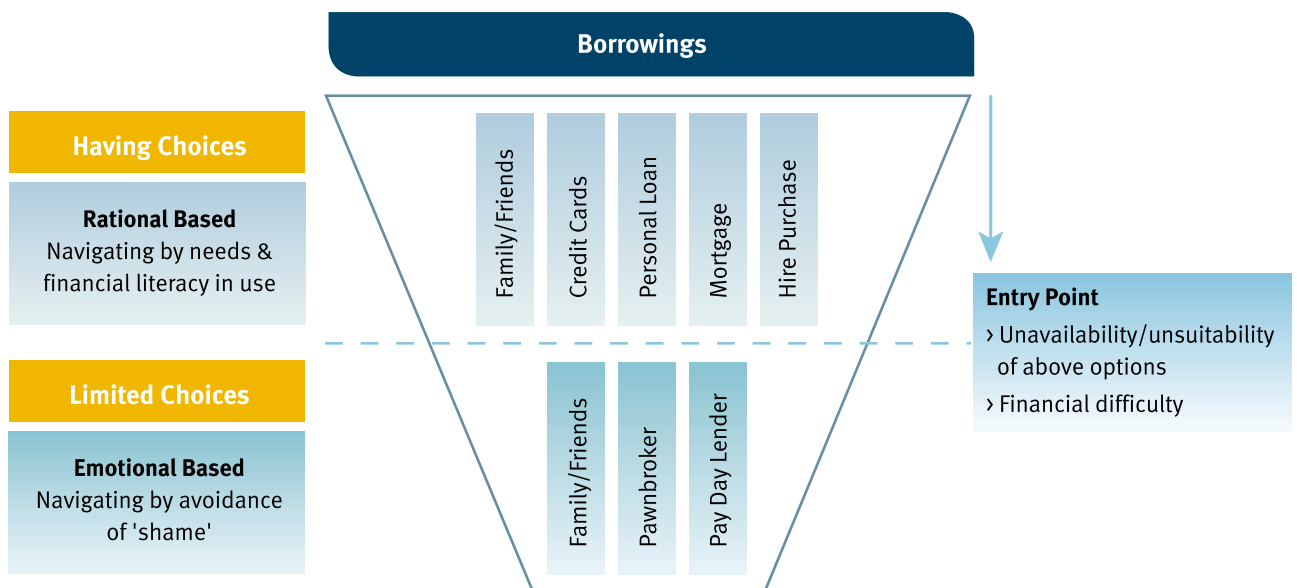 Borrowings
Having Choices
Rational Based
Navigating by needs &
financial literacy in use
Family/Friends
Credit Cards
Personal Loan
Mortgage
Hire Purchase
Entry Point
› Unavailability/unsuitability
of above options
› Financial difficulty
Limited Choices
Emotional Based
Navigating by avoidance
of 'shame'
Family/Friends
Pawnbroker
Pay Day Lender